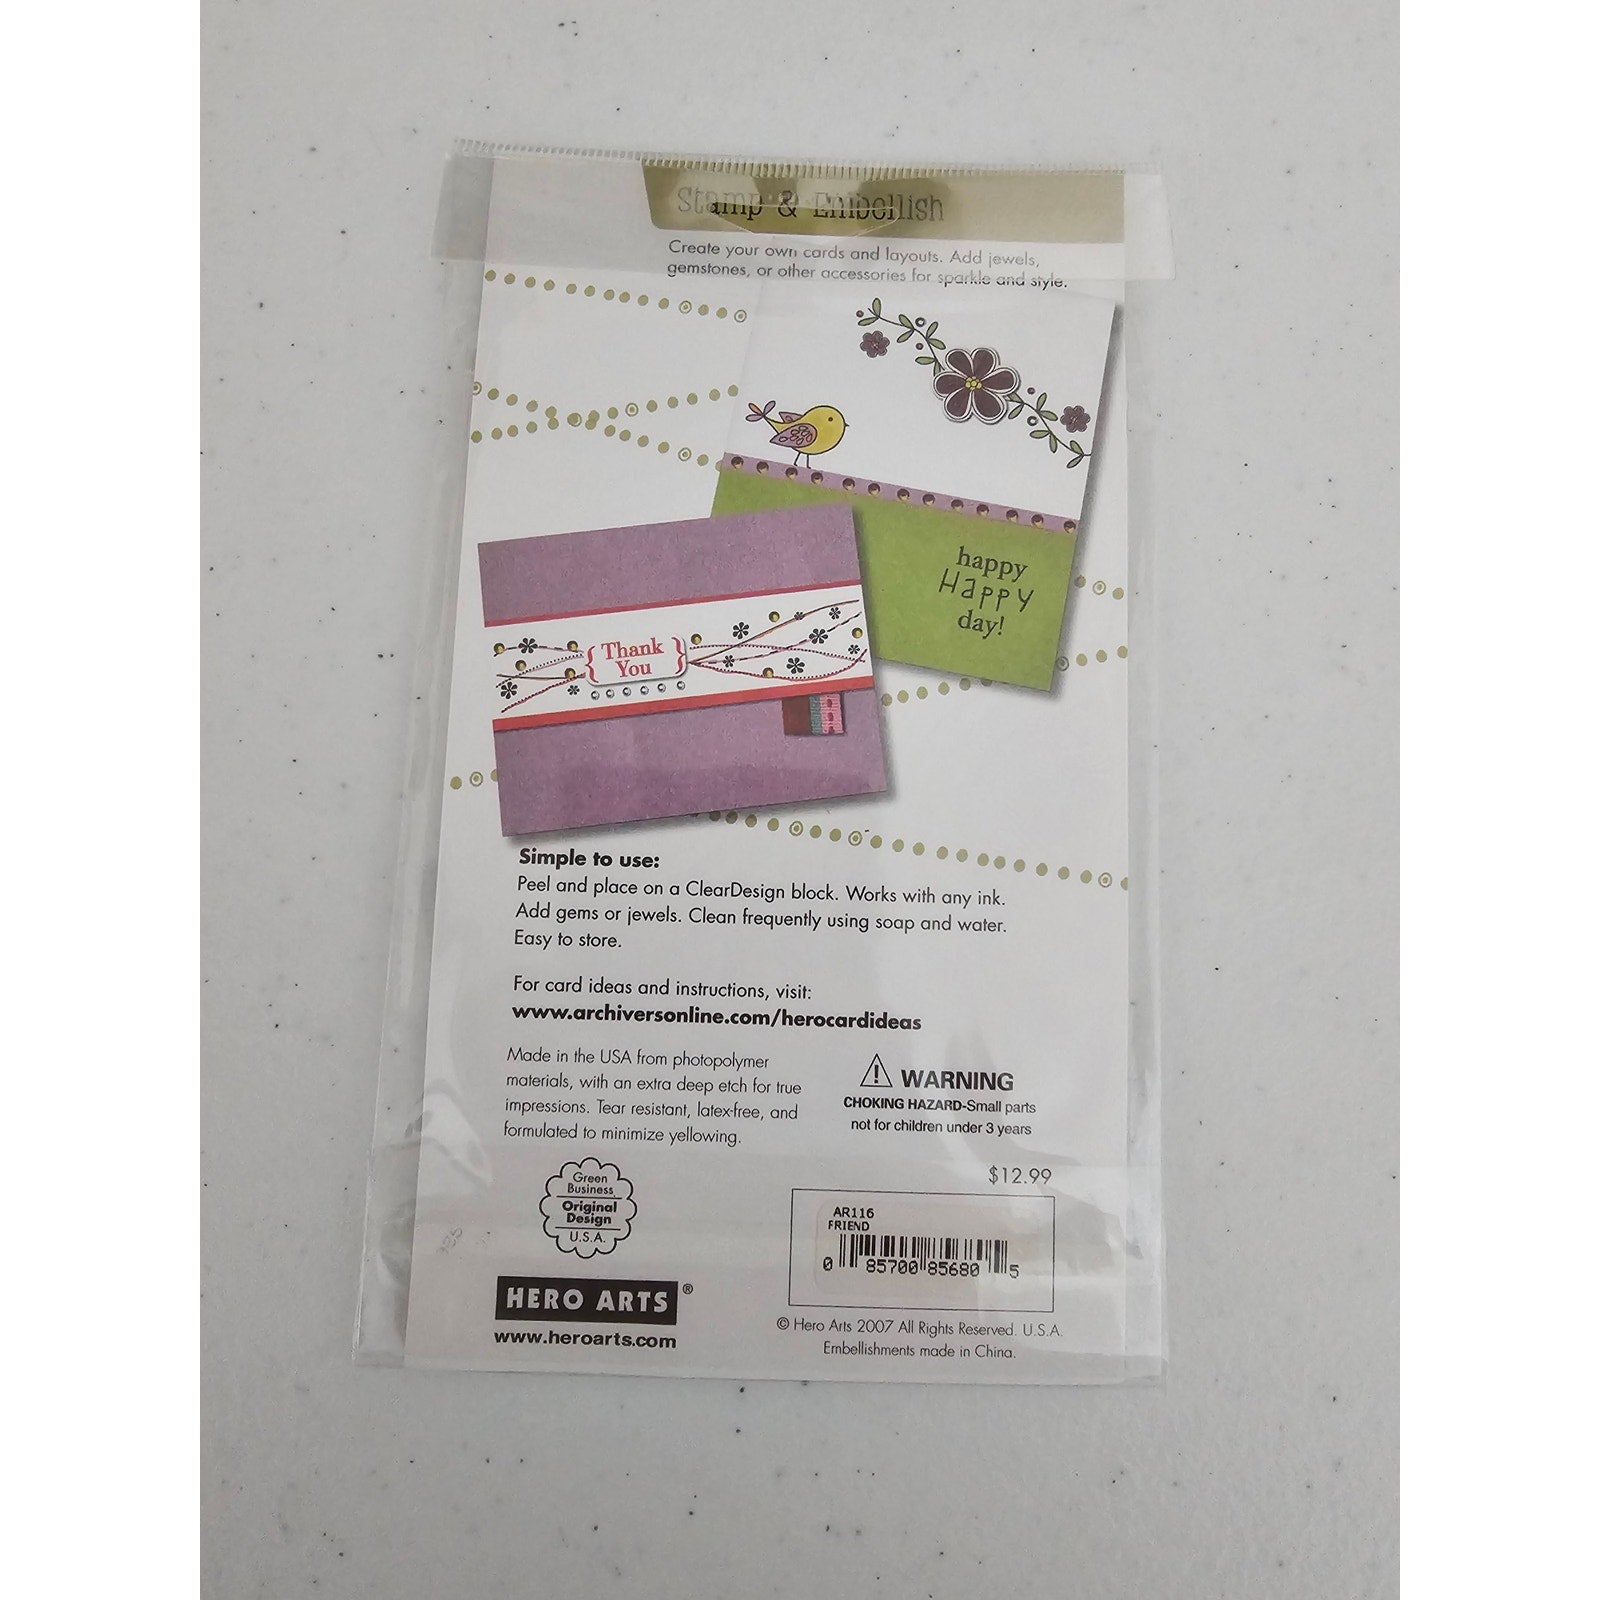 Stamp & Embellish
Create your own cards and layouts. Add jewels,
gemstones, or other accessories for sparkle and style.
happy
Happy
day!
Thank
You
Simple to use:
Peel and place on a ClearDesign block. Works with any ink.
Add gems or jewels. Clean frequently using soap and water.
Easy to store.
For card ideas and instructions, visit:
www.archiversonline.com/herocardideas
Made in the USA from photopolymer
materials, with an extra deep etch for true
impressions. Tear resistant, latex-free, and
formulated to minimize yellowing.
WARNING
CHOKING HAZARD-Small parts
not for children under 3 years
$12.99
Green
Business
Original
Design
U.S.A.
AR116
FRIEND
0 85700 85680 5
HERO ARTS®
www.heroarts.com
© Hero Arts 2007 All Rights Reserved. U.S.A.
Embellishments made in China.